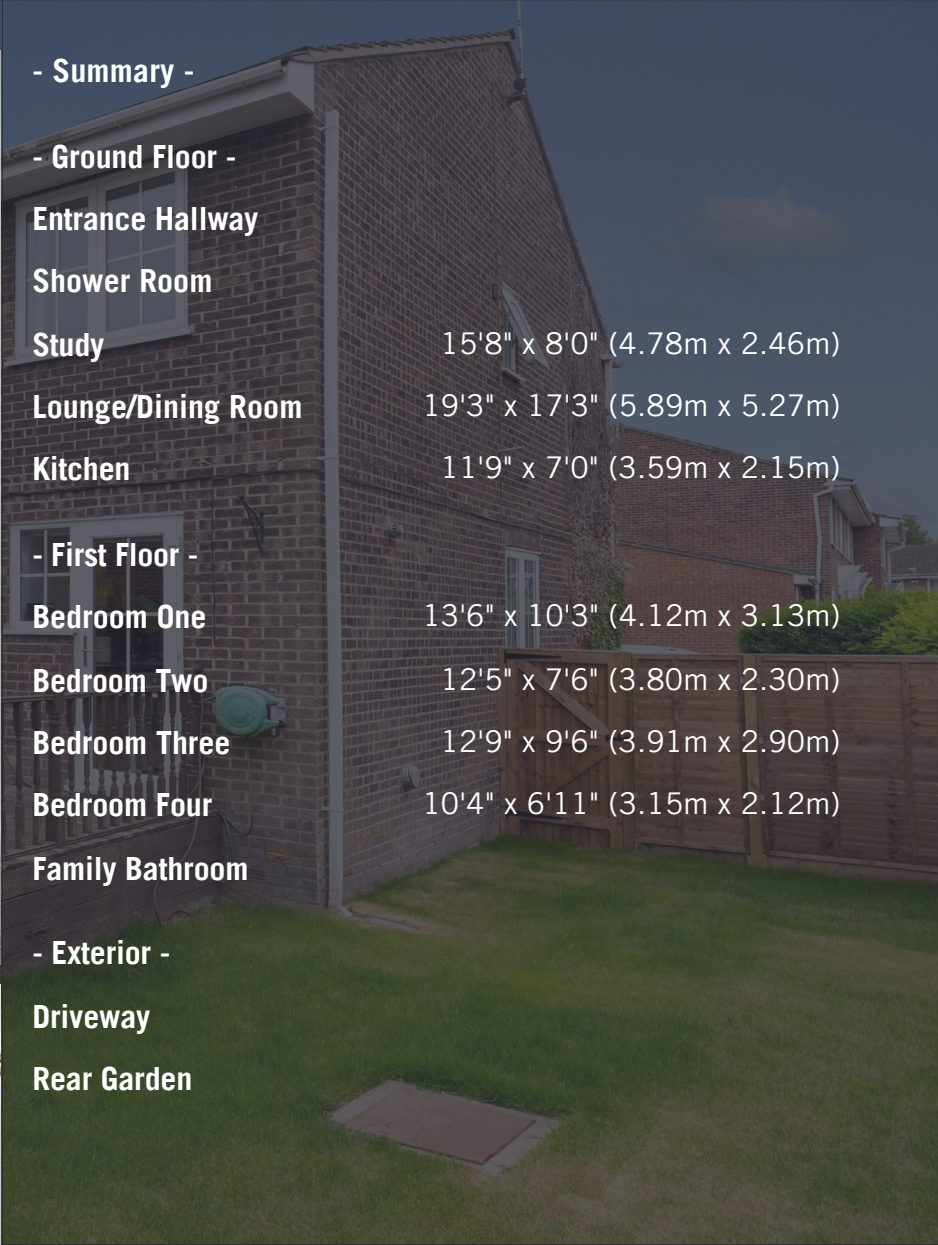 - Summary -
- Ground Floor -
Entrance Hallway
Shower Room
Study 15'8" x 8'0" (4.78m x 2.46m)
Lounge/Dining Room 19'3" x 17'3" (5.89m x 5.27m)
Kitchen 11'9" x 7'0" (3.59m x 2.15m)
- First Floor -
Bedroom One 13'6" x 10'3" (4.12m x 3.13m)
Bedroom Two 12'5" x 7'6" (3.80m x 2.30m)
Bedroom Three 12'9" x 9'6" (3.91m x 2.90m)
Bedroom Four 10'4" x 6'11" (3.15m x 2.12m)
Family Bathroom
- Exterior -
Driveway
Rear Garden